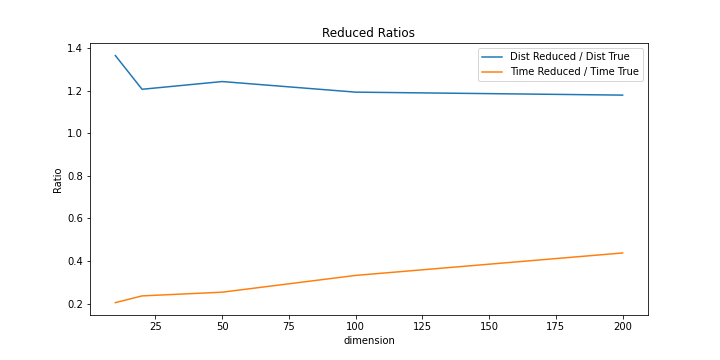 Reduced Ratios
Dist Reduced / Dist True
Time Reduced / Time True
Ratio
1.4
1.2
1.0
0.8
0.6
0.4
0.2
25 50 75 100 125 150 175 200
dimension